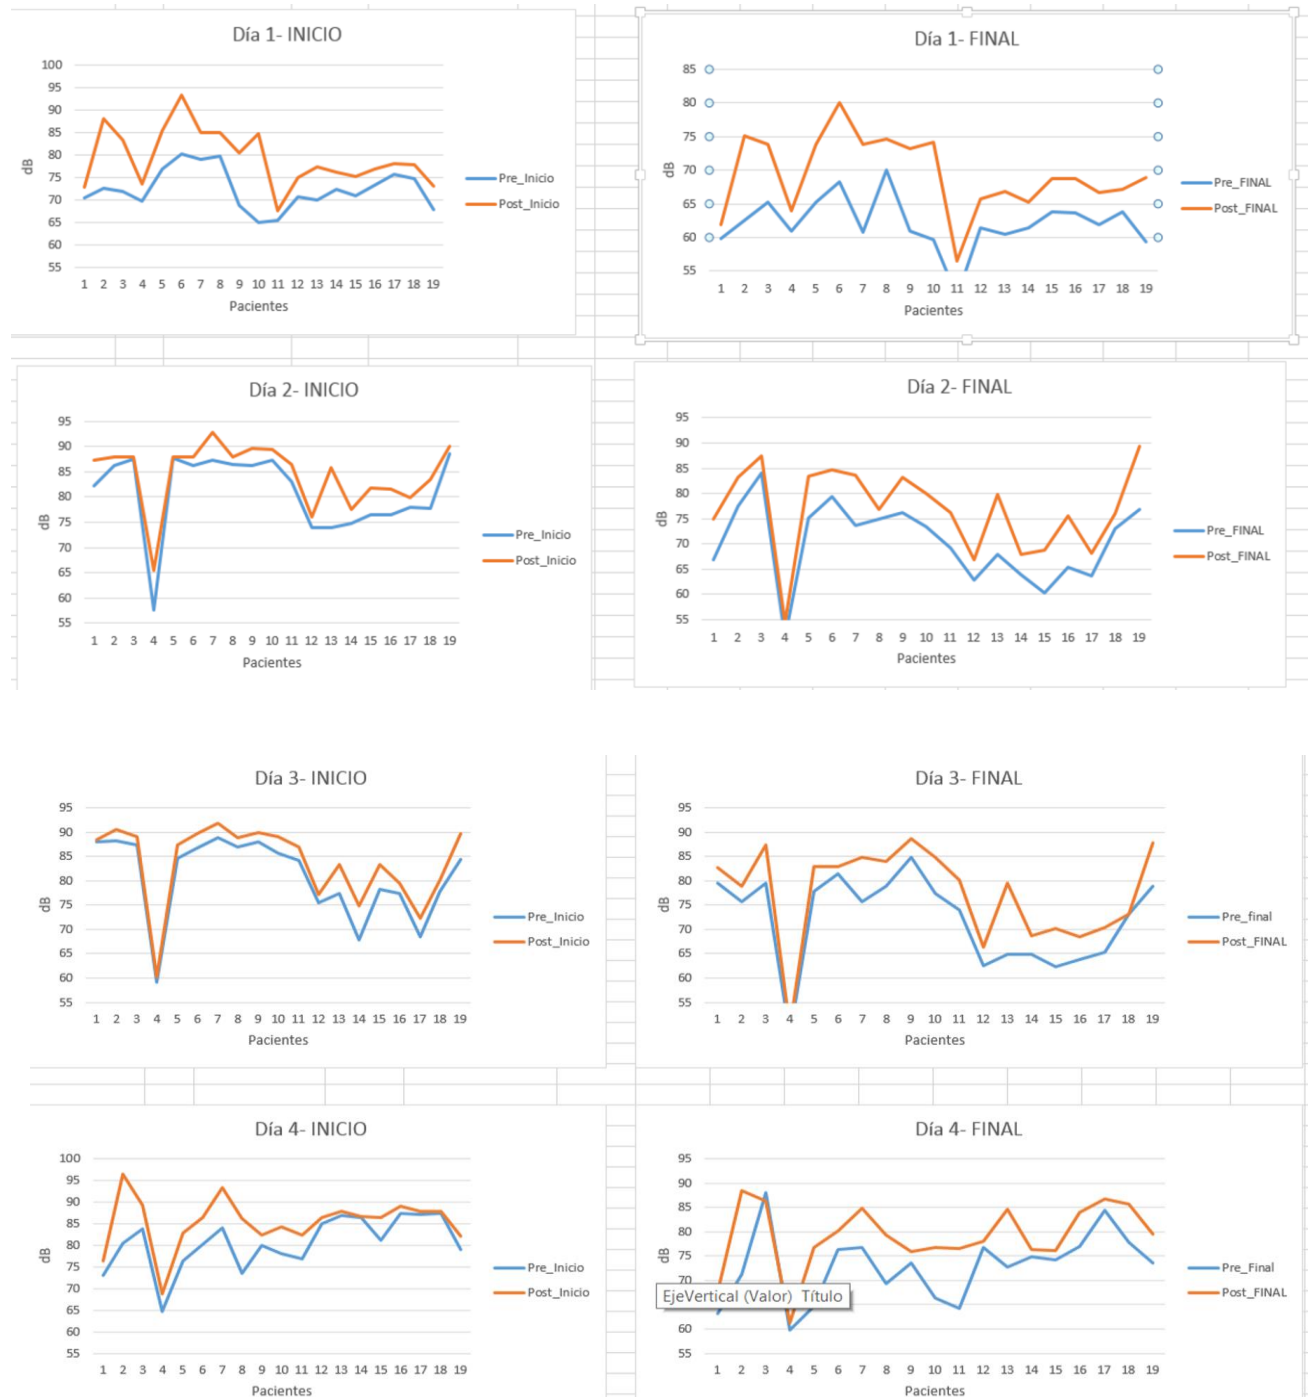 Día 1- INICIO
100
95
90
85
80
75
70
65
60
55
dB
1 2 3 4 5 6 7 8 9 10 11 12 13 14 15 16 17 18 19
Pacientes
Pre_Inicio
Post_Inicio
Día 1- FINAL
85
80
75
70
65
60
55
dB
1 2 3 4 5 6 7 8 9 10 11 12 13 14 15 16 17 18 19
Pacientes
Pre_FINAL
Post_FINAL
Día 2- INICIO
95
90
85
80
75
70
65
60
55
dB
1 2 3 4 5 6 7 8 9 10 11 12 13 14 15 16 17 18 19
Pacientes
Pre_Inicio
Post_Inicio
Día 2- FINAL
95
90
85
80
75
70
65
60
55
dB
1 2 3 4 5 6 7 8 9 10 11 12 13 14 15 16 17 18 19
Pacientes
Pre_FINAL
Post_FINAL
Día 3- INICIO
95
90
85
80
75
70
65
60
55
dB
1 2 3 4 5 6 7 8 9 10 11 12 13 14 15 16 17 18 19
Pacientes
Pre_Inicio
Post_Inicio
Día 3- FINAL
95
90
85
80
75
70
65
60
55
dB
1 2 3 4 5 6 7 8 9 10 11 12 13 14 15 16 17 18 19
Pacientes
Pre_final
Post_FINAL
Día 4- INICIO
100
95
90
85
80
75
70
65
60
55
dB
1 2 3 4 5 6 7 8 9 10 11 12 13 14 15 16 17 18 19
Pacientes
Pre_Inicio
Post_Inicio
Día 4- FINAL
95
90
85
80
75
70
60
55
dB
EjeVertical (Valor) Título
1 2 3 4 5 6 7 8 9 10 11 12 13 14 15 16 17 18 19
Pacientes
Pre_Final
Post_FINAL